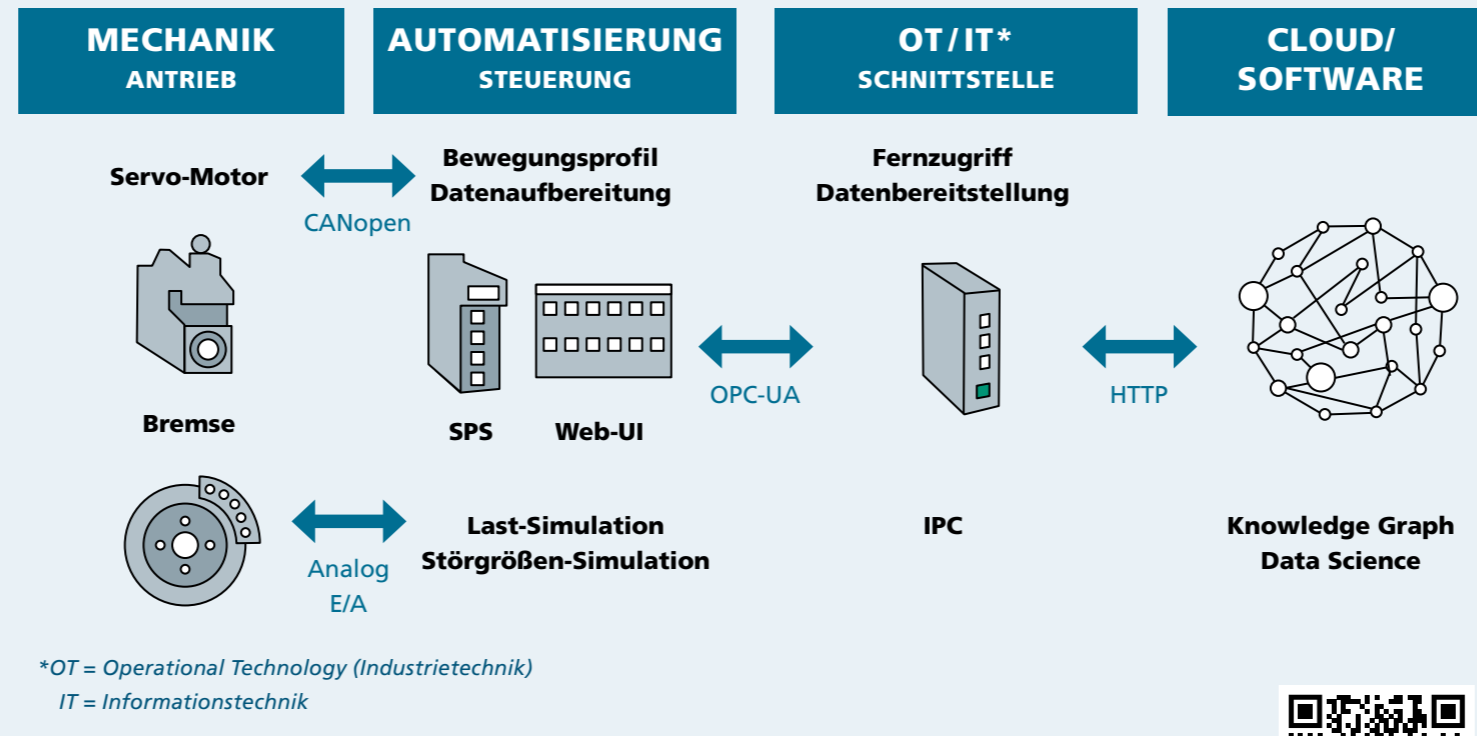 MECHANIK
ANTRIEB
AUTOMATISIERUNG
STEUERUNG
OT/IT*
SCHNITTSTELLE
CLOUD/
SOFTWARE
Servo-Motor
CANopen
Bewegungsprofil
Datenaufbereitung
Fernzugriff
Datenbereitstellung
OPC-UA
HTTP
Bremse
SPS
Web-UI
Analog
E/A
Last-Simulation
Störgrößen-Simulation
IPC
Knowledge Graph
Data Science
*OT = Operational Technology (Industrietechnik)
IT = Informationstechnik